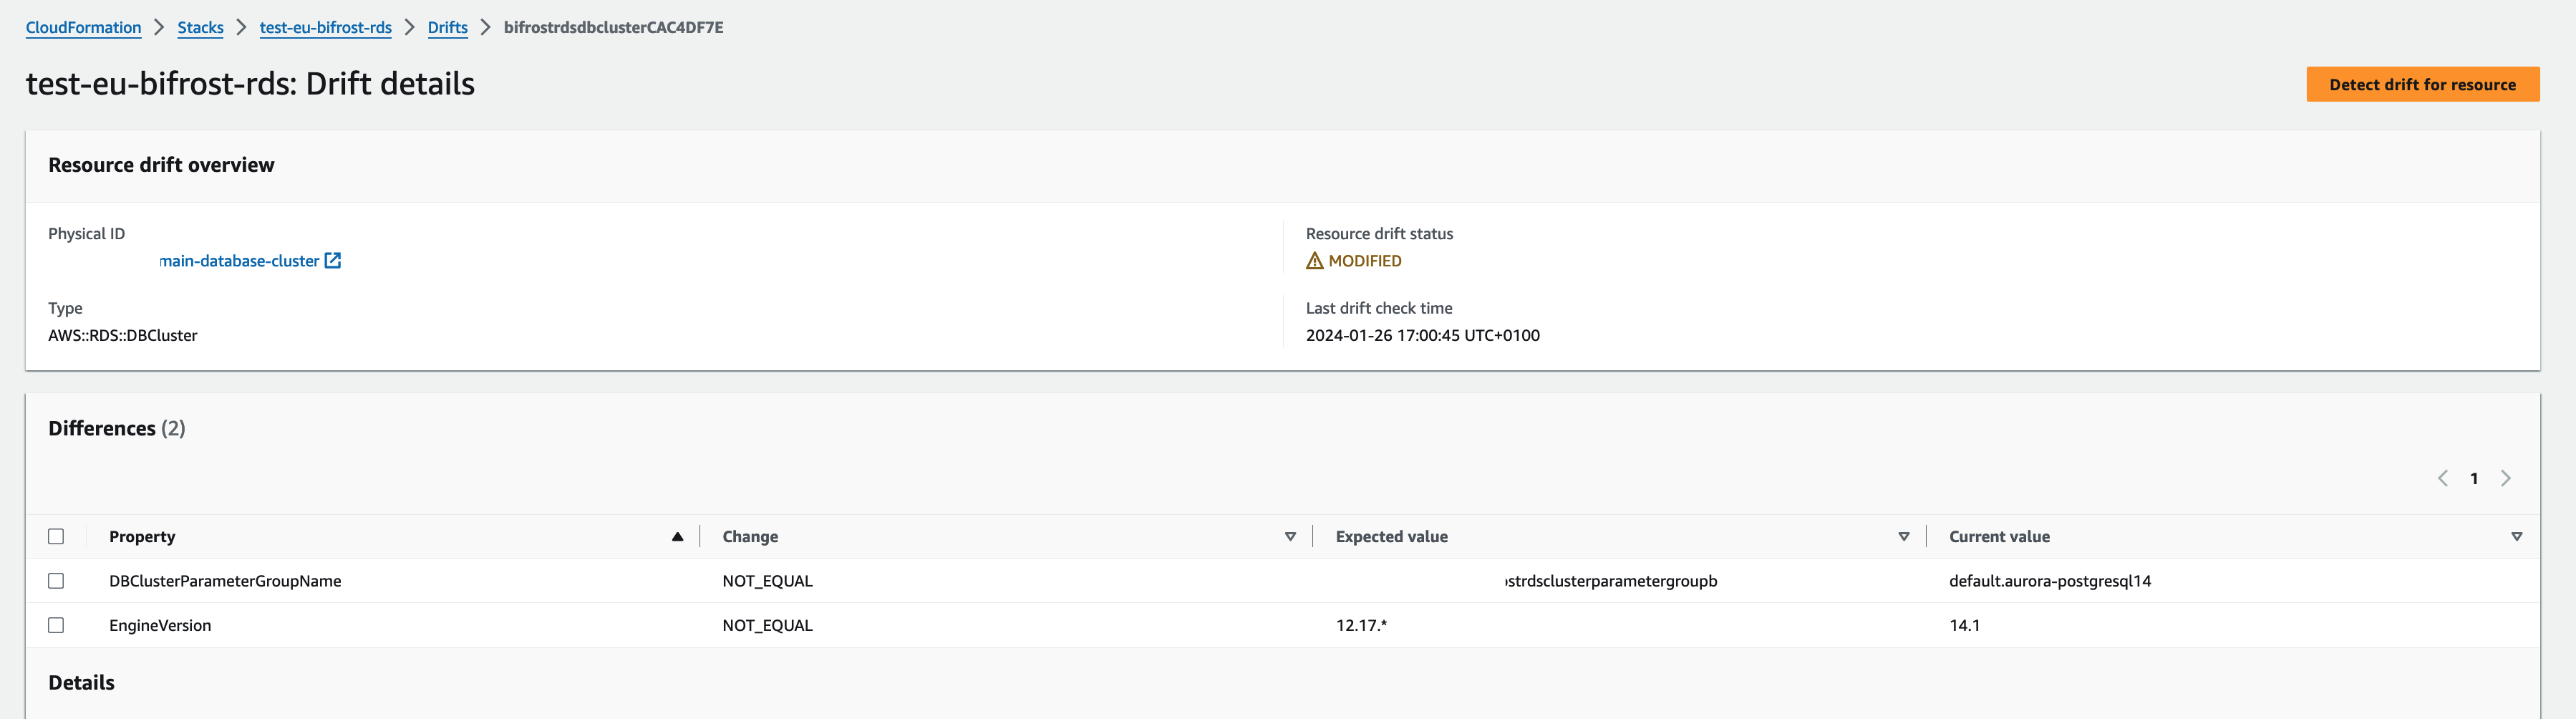 CloudFormation > Stacks > test-eu-bifrost-rds > Drifts > bifrostrdsdbclusterCAC4DF7E
test-eu-bifrost-rds: Drift details
Detect drift for resource
Resource drift overview
Physical ID
main-database-cluster
Resource drift status
MODIFIED
Type
AWS::RDS::DBCluster
Last drift check time
2024-01-26 17:00:45 UTC+0100
Differences (2)
1
Property Change Expected value Current value
DBClusterParameterGroupName NOT_EQUAL strdsclusterparametergroupb default.aurora-postgresql14
EngineVersion NOT_EQUAL 12.17.* 14.1
Details